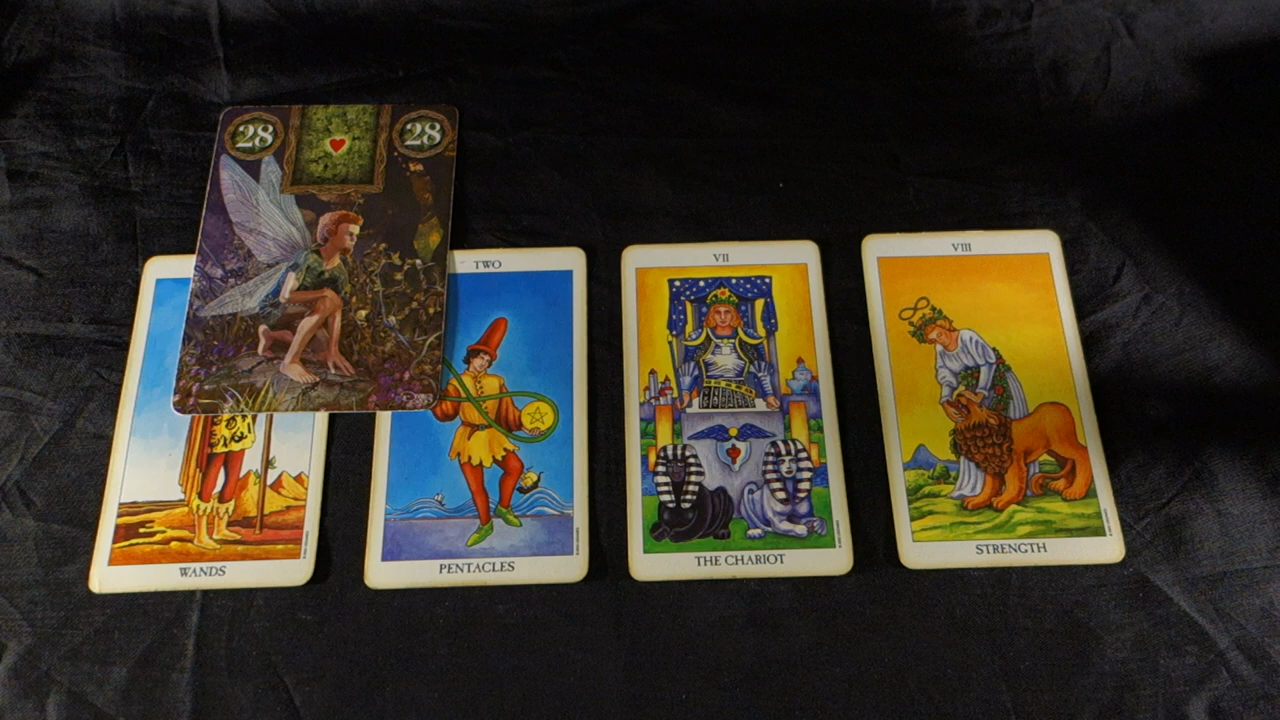 28 28
TWO
VII
VIII
WANDS
PENTACLES
THE CHARIOT
STRENGTH